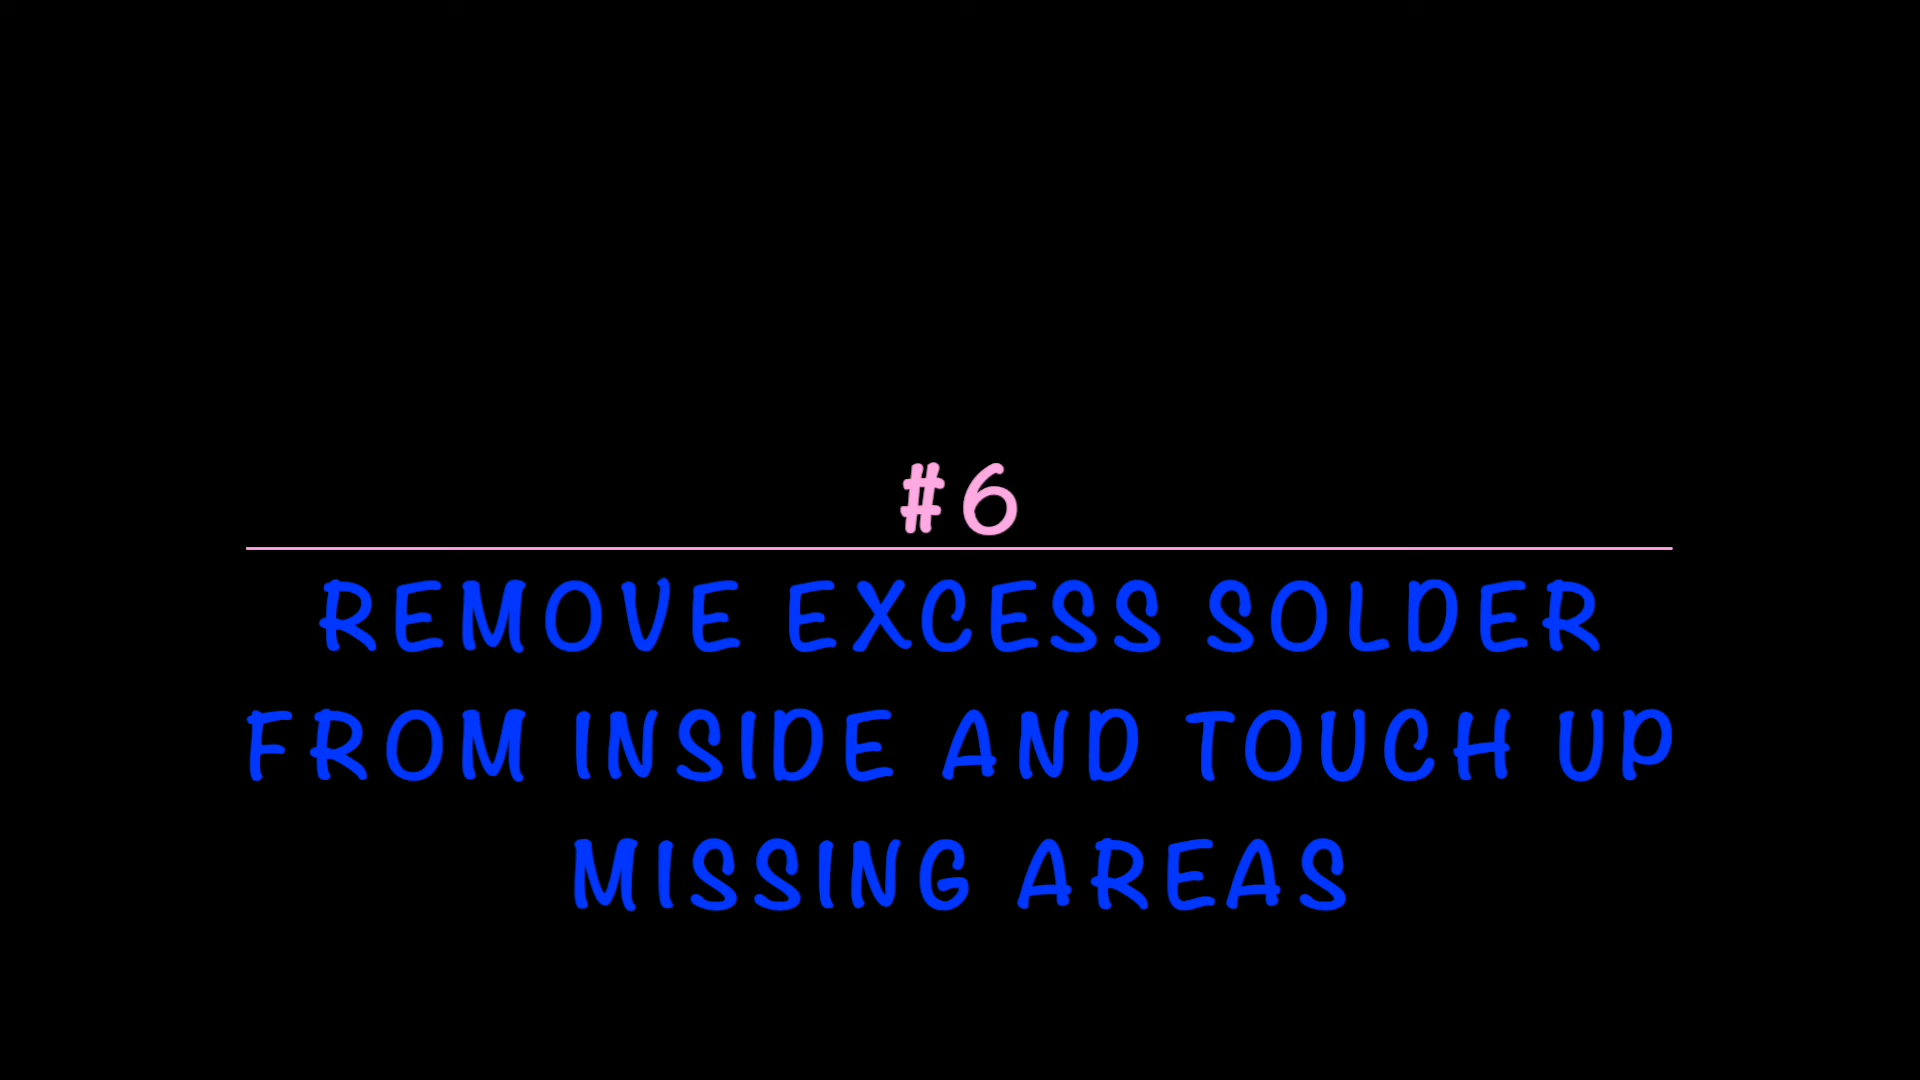 #6
REMOVE EXCESS SOLDER
FROM INSIDE AND TOUCH UP
MISSING AREAS